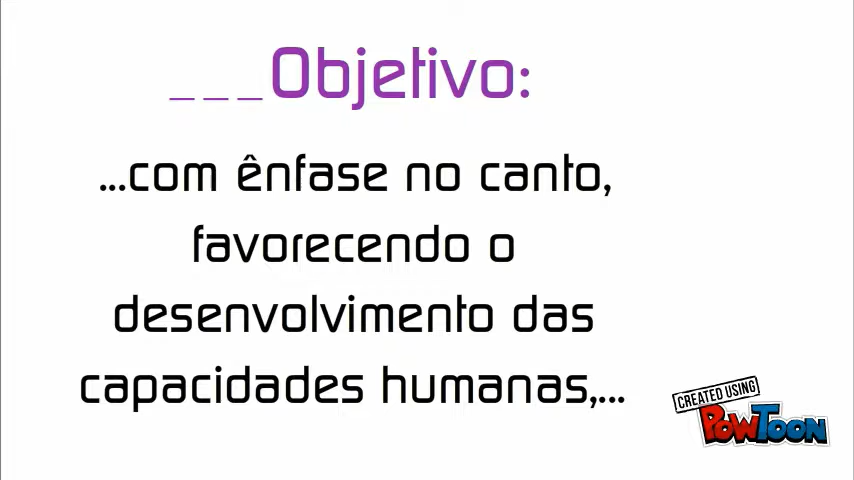 ___Objetivo:
...com ênfase no canto,
favorecendo o
desenvolvimento das
capacidades humanas,...
CREATED USING
POWTOON